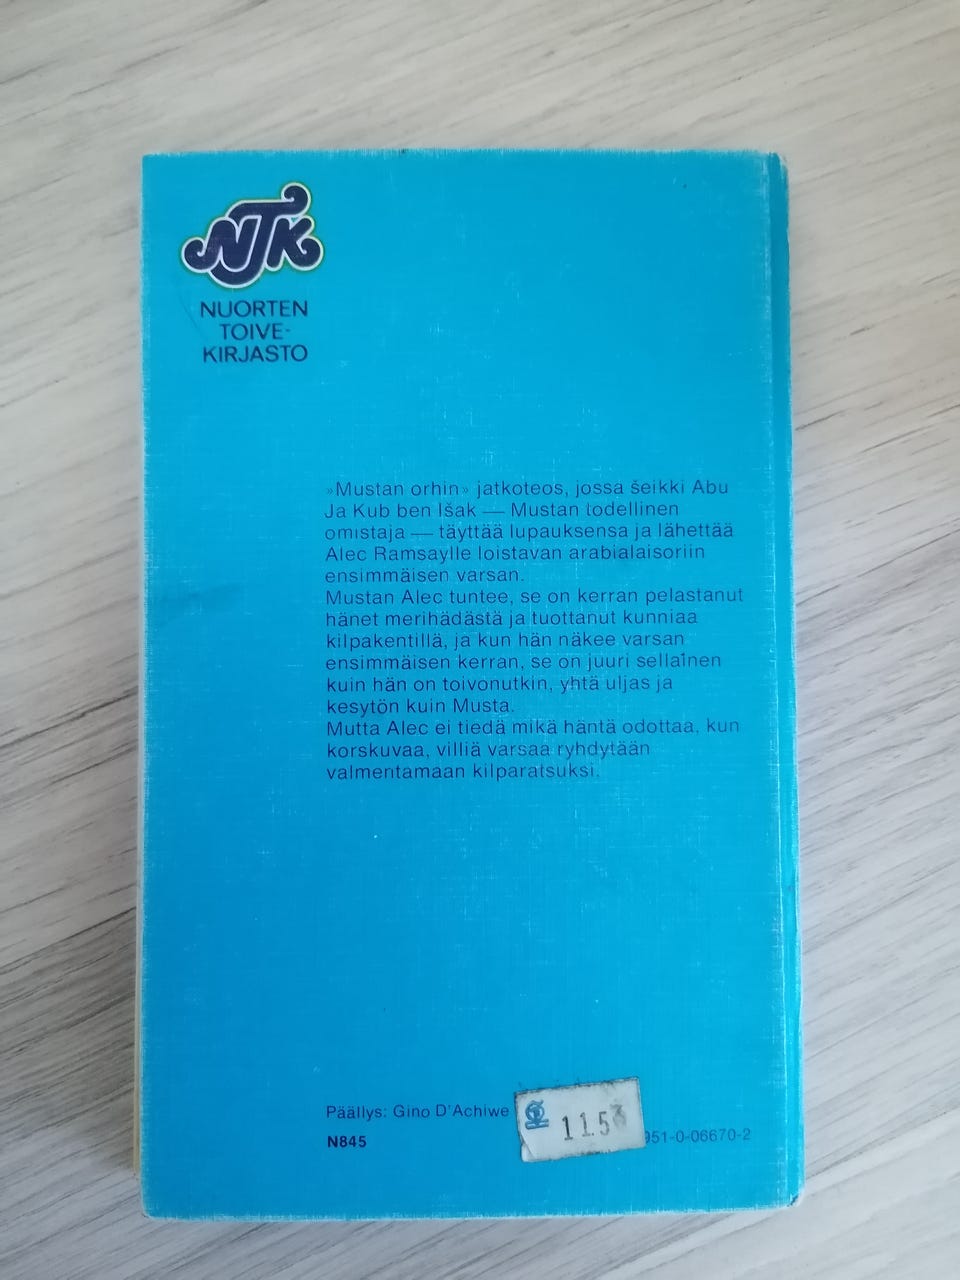 NTK
NUORTEN
TOIVE-
KIRJASTO
»Mustan orhin» jatkoteos, jossa šeikki Abu
Ja Kub ben Išak — Mustan todellinen
omistaja — täyttää lupauksensa ja lähettää
Alec Ramsaylle loistavan arabialaisoriin
ensimmäisen varsan.
Mustan Alec tuntee, se on kerran pelastanut
hänet merihädästä ja tuottanut kunniaa
kilpakentillä, ja kun hän näkee varsan
ensimmäisen kerran, se on juuri sellainen
kuin hän on toivonutkin, yhtä uljas ja
kesytön kuin Musta.
Mutta Alec ei tiedä mikä häntä odottaa, kun
korskuvaa, villiä varsaa ryhdytään
valmentamaan kilparatsuksi.
Päällys: Gino D'Achiwe
N845
951-0-06670-2